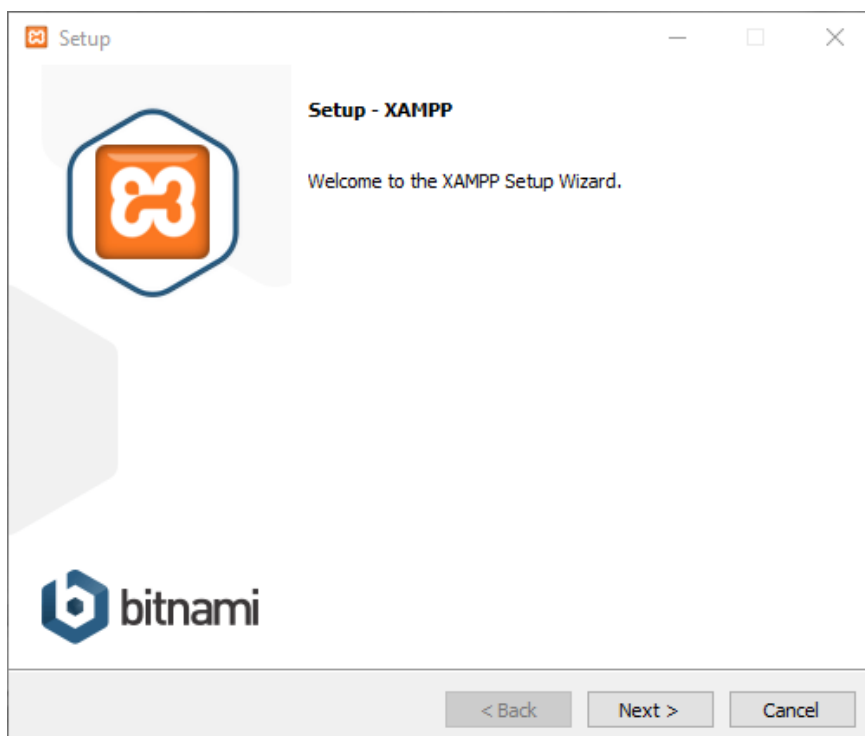 Setup
Setup - XAMPP
Welcome to the XAMPP Setup Wizard.
bitnami
< Back
Next >
Cancel